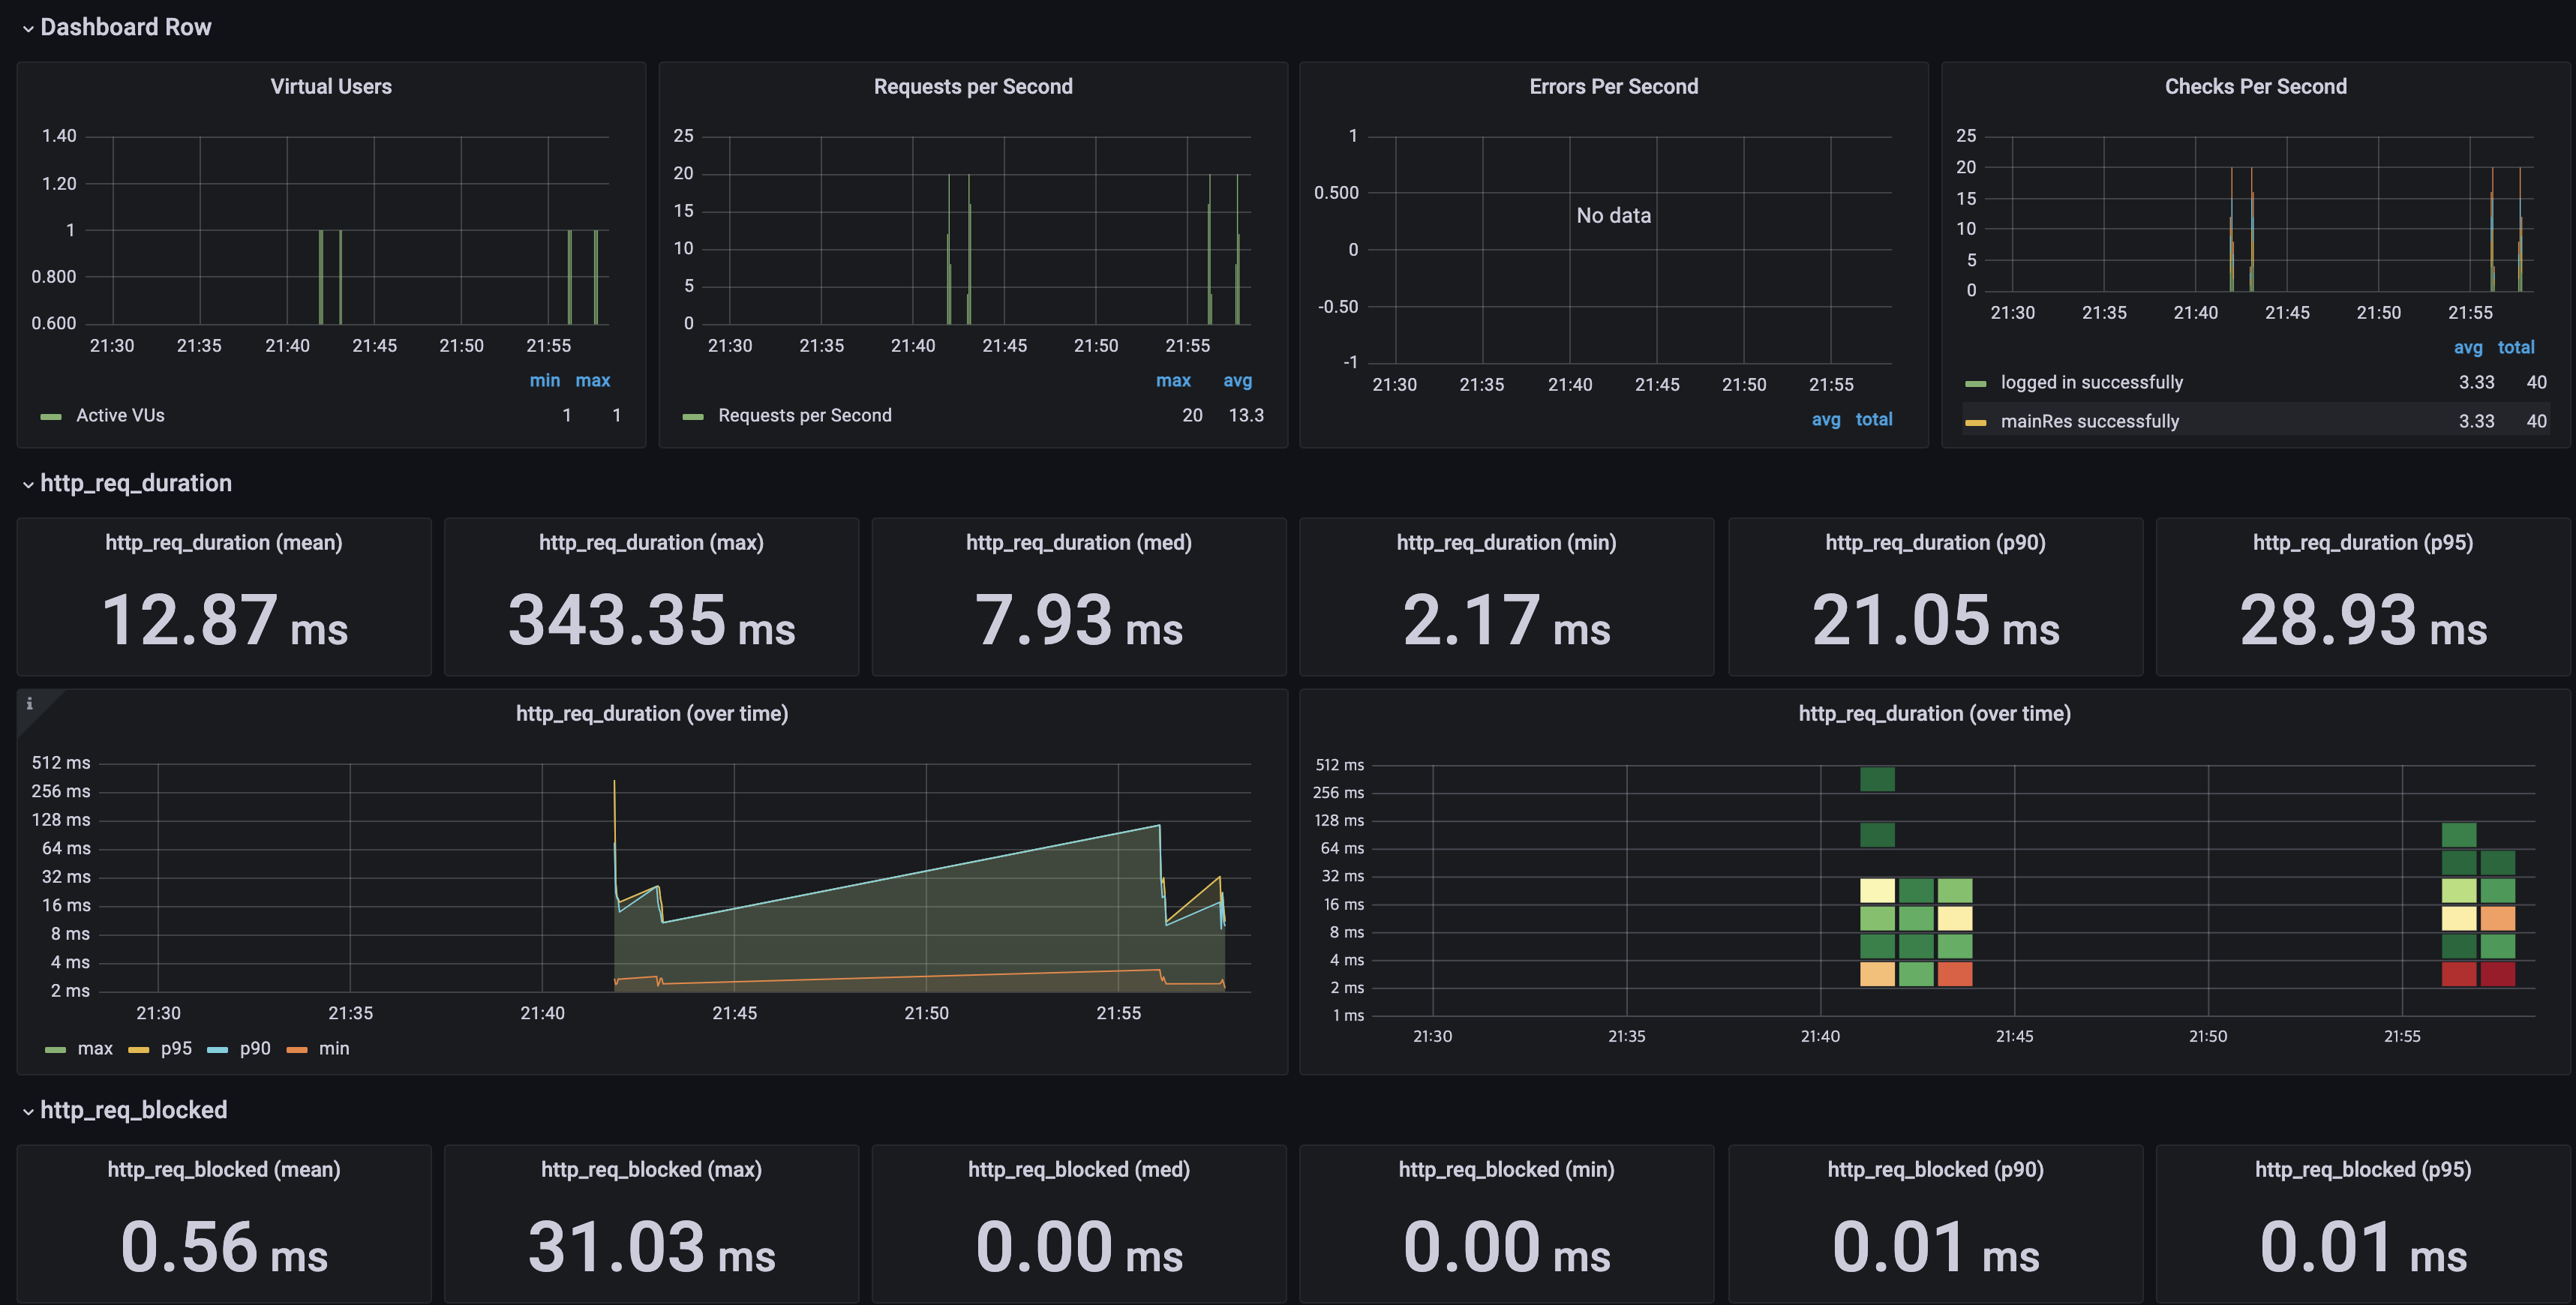 Dashboard Row
Virtual Users
1.40
1.20
1
0.800
0.600
21:30 21:35 21:40 21:45 21:50 21:55
min max
Active VUs 1 1
Requests per Second
25
20
15
10
5
0
21:30 21:35 21:40 21:45 21:50 21:55
max avg
Requests per Second 20 13.3
Errors Per Second
1
0.500
0
-0.50
-1
No data
21:30 21:35 21:40 21:45 21:50 21:55
avg total
Checks Per Second
25
20
15
10
5
0
21:30 21:35 21:40 21:45 21:50 21:55
avg total
logged in successfully 3.33 40
mainRes successfully 3.33 40
http_req_duration
http_req_duration (mean)
12.87 ms
http_req_duration (max)
343.35 ms
http_req_duration (med)
7.93 ms
http_req_duration (min)
2.17 ms
http_req_duration (p90)
21.05 ms
http_req_duration (p95)
28.93 ms
i
http_req_duration (over time)
512 ms
256 ms
128 ms
64 ms
32 ms
16 ms
8 ms
4 ms
2 ms
21:30 21:35 21:40 21:45 21:50 21:55
max p95 p90 min
http_req_duration (over time)
512 ms
256 ms
128 ms
64 ms
32 ms
16 ms
8 ms
4 ms
2 ms
1 ms
21:30 21:35 21:40 21:45 21:50 21:55
http_req_blocked
http_req_blocked (mean)
0.56 ms
http_req_blocked (max)
31.03 ms
http_req_blocked (med)
0.00 ms
http_req_blocked (min)
0.00 ms
http_req_blocked (p90)
0.01 ms
http_req_blocked (p95)
0.01 ms